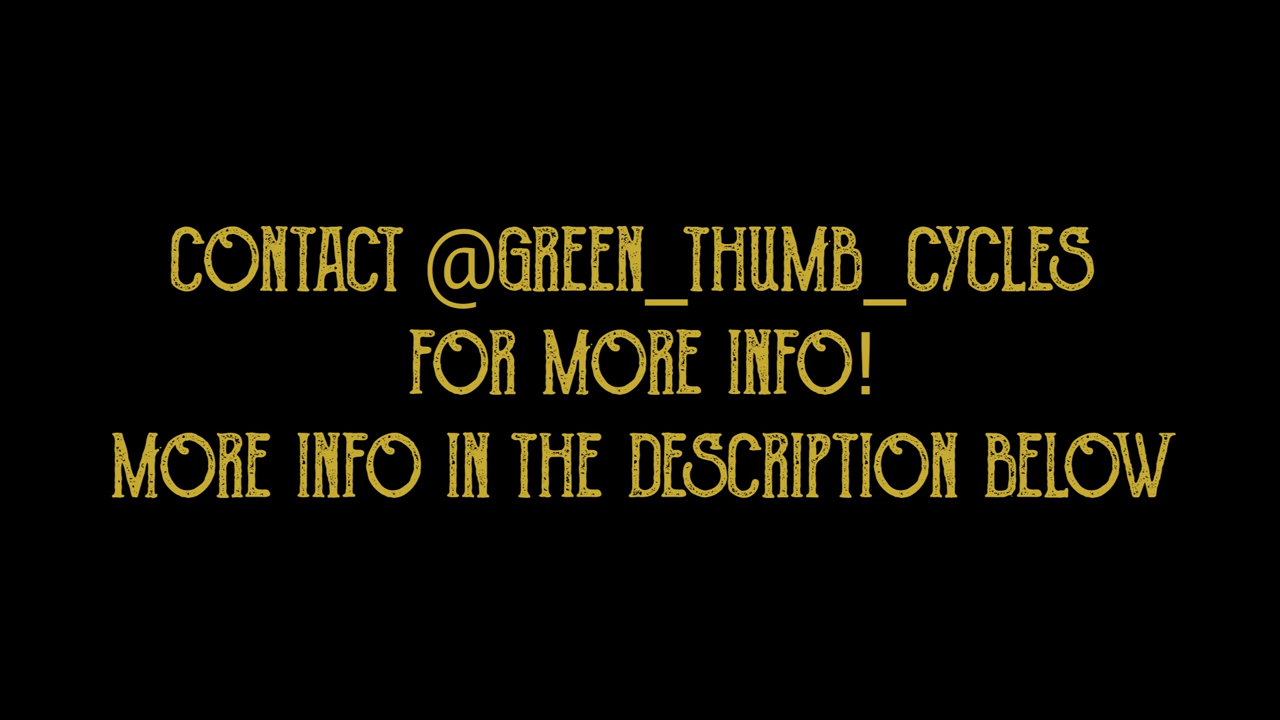 CONTACT @GREEN_THUMB_CYCLES
FOR MORE INFO!
MORE INFO IN THE DESCRIPTION BELOW